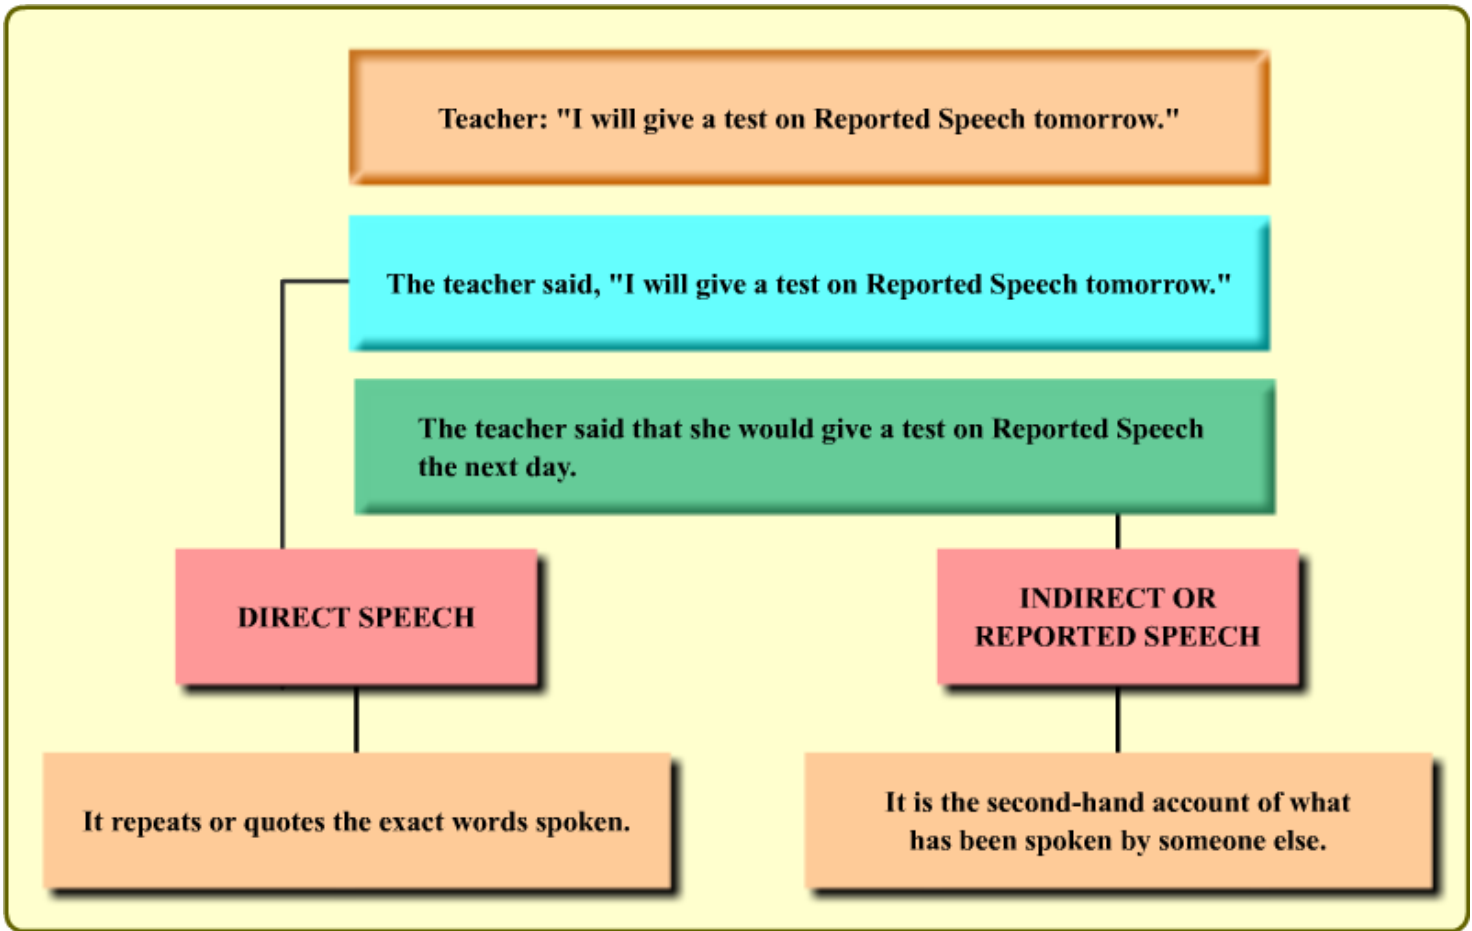 Teacher: "I will give a test on Reported Speech tomorrow."
The teacher said, "I will give a test on Reported Speech tomorrow."
The teacher said that she would give a test on Reported Speech
the next day.
DIRECT SPEECH
INDIRECT OR
REPORTED SPEECH
It repeats or quotes the exact words spoken.
It is the second-hand account of what
has been spoken by someone else.